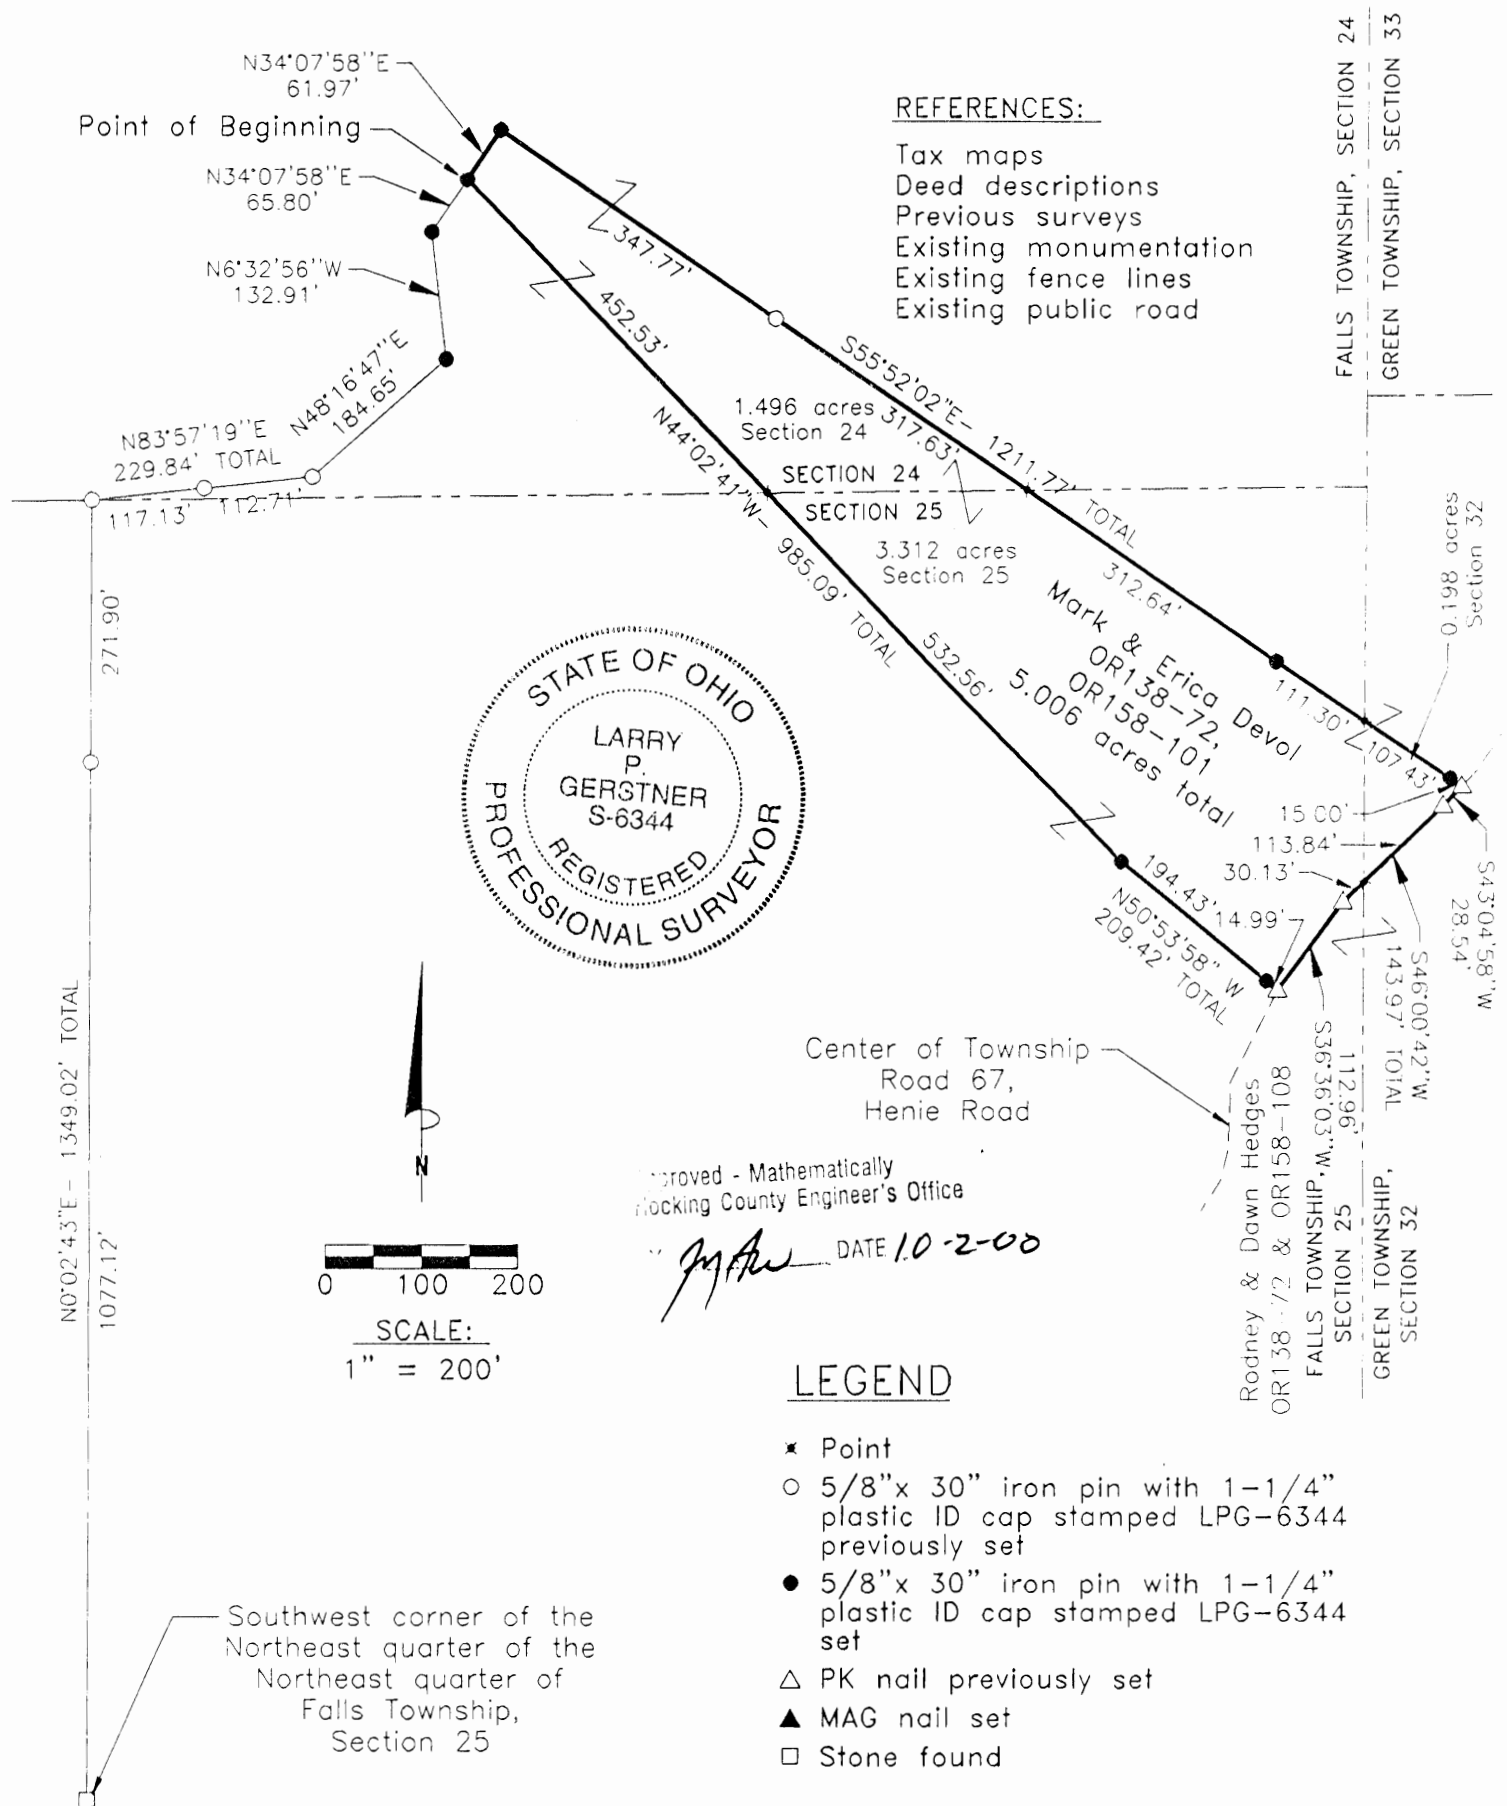 N34°07'58"E
61.97'
Point of Beginning
N34°07'58"E
65.80'
N6°32'56"W
132.91'
N48°16'47"E
184.65'
N83°57'19"E
229.84' TOTAL
117.13'
112.71'
271.90'
N0°02'43"E- 1349.02' TOTAL
1077.12'
REFERENCES:
Tax maps
Deed descriptions
Previous surveys
Existing monumentation
Existing fence lines
Existing public road
FALLS TOWNSHIP, SECTION 24
GREEN TOWNSHIP, SECTION 33
347.77'
452.53'
S55°52'02"E- 1211.77' TOTAL
317.63'
1.496 acres
Section 24
N44°02'41"W- 985.09' TOTAL
SECTION 24
SECTION 25
3.312 acres
Section 25
312.64'
532.56'
Mark & Erica Devol
OR138-72,
OR158-101
5.006 acres total
0.198 acres
Section 32
111.30'
107.43'
15.00'
113.84'
30.13'
14.99'
194.43'
N50°53'58" W
209.42' TOTAL
S43°04'58"W
28.54'
S46°00'42"W
143.97' TOTAL
S36°36'03"W
112.96'
STATE OF OHIO
LARRY
P.
GERSTNER
S-6344
REGISTERED
PROFESSIONAL SURVEYOR
N
Center of Township
Road 67,
Henie Road
Rodney & Dawn Hedges
OR138-72 & OR158-108
FALLS TOWNSHIP,
SECTION 25
GREEN TOWNSHIP,
SECTION 32
- Mathematically
County Engineer's Office
DATE 10-2-00
0 100 200
SCALE:
1" = 200'
LEGEND
Point
5/8"x 30" iron pin with 1-1/4"
plastic ID cap stamped LPG-6344
previously set
5/8"x 30" iron pin with 1-1/4"
plastic ID cap stamped LPG-6344
set
PK nail previously set
MAG nail set
Stone found
Southwest corner of the
Northeast quarter of the
Northeast quarter of
Falls Township,
Section 25